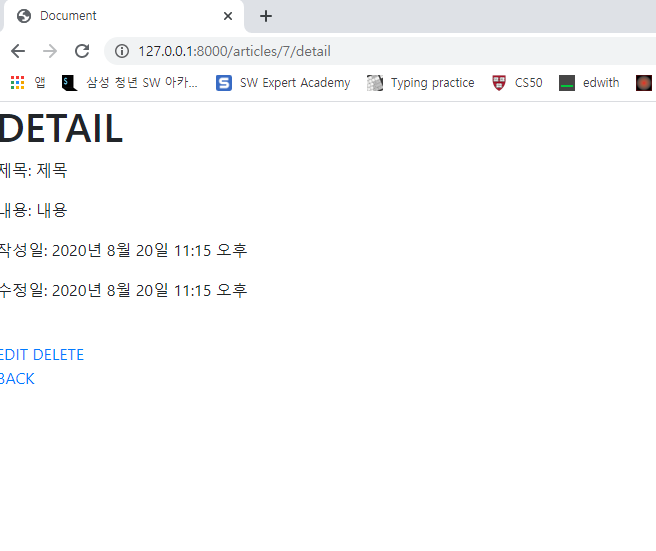 Document
127.0.0.1:8000/articles/7/detail
앱 삼성 청년 SW 아카... SW Expert Academy Typing practice CS50 edwith
DETAIL
제목: 제목
내용: 내용
작성일: 2020년 8월 20일 11:15 오후
수정일: 2020년 8월 20일 11:15 오후
EDIT DELETE
BACK